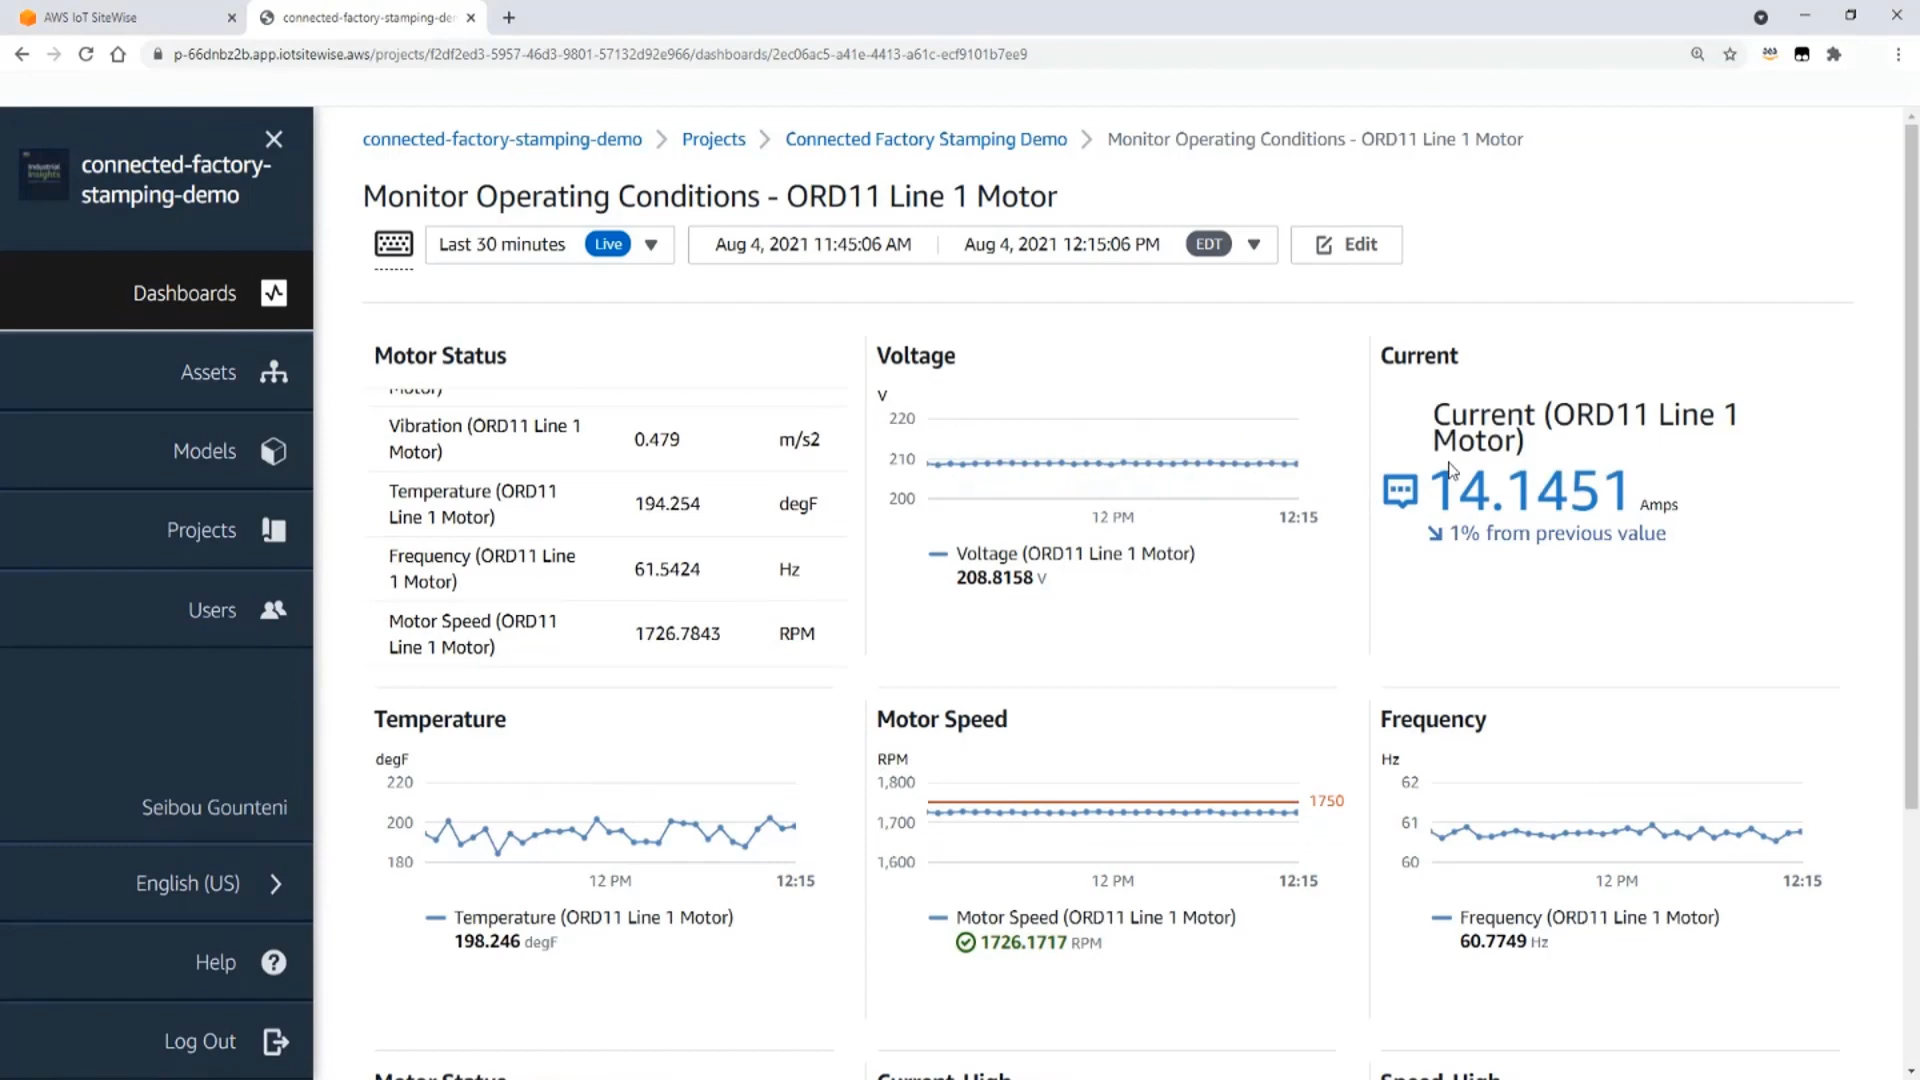 AWS IoT SiteWise
connected-factory-stamping-der
p-66dnbz2b.app.iotsitewise.aws/projects/f2df2ed3-5957-46d3-9801-57132d92e966/dashboards/2ec06ac5-a41e-4413-a61c-ecf9101b7ee9
Industrial
Insights
connected-factory-
stamping-demo
Dashboards
Assets
Models
Projects
Users
Seibou Gounteni
English (US)
Help
Log Out
connected-factory-stamping-demo Projects Connected Factory Stamping Demo Monitor Operating Conditions - ORD11 Line 1 Motor
Monitor Operating Conditions - ORD11 Line 1 Motor
Last 30 minutes Live Aug 4, 2021 11:45:06 AM Aug 4, 2021 12:15:06 PM EDT Edit
Motor Status
Motor)
Vibration (ORD11 Line 1
Motor)
0.479 m/s2
Temperature (ORD11
Line 1 Motor)
194.254 degF
Frequency (ORD11 Line
1 Motor)
61.5424 Hz
Motor Speed (ORD11
Line 1 Motor)
1726.7843 RPM
Voltage
V
220
210
200
12 PM 12:15
Voltage (ORD11 Line 1 Motor)
208.8158 V
Current
Current (ORD11 Line 1
Motor)
14.1451 Amps
1% from previous value
Temperature
degF
220
200
180
12 PM 12:15
Temperature (ORD11 Line 1 Motor)
198.246 degF
Motor Speed
RPM
1,800
1750
1,700
1,600
12 PM 12:15
Motor Speed (ORD11 Line 1 Motor)
1726.1717 RPM
Frequency
Hz
62
61
60
12 PM 12:15
Frequency (ORD11 Line 1 Motor)
60.7749 Hz
Motor Status Current High Speed High